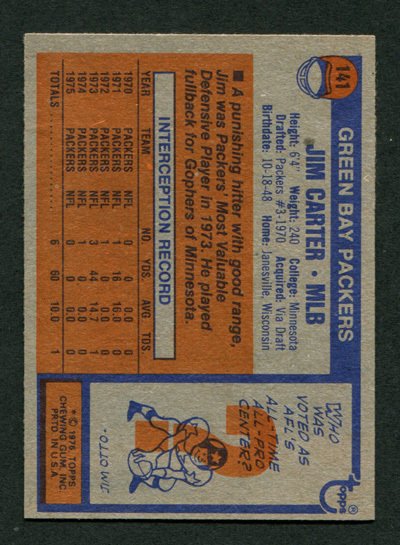 141
GREEN BAY PACKERS
JIM CARTER • MLB
Height: 6'4" Weight: 240 College: Minnesota
Drafted: Packers #3-1970 Acquired: Via Draft
Birthdate: 10-18-48 Home: Janesville, Wisconsin
■ A punishing hitter with good range,
Jim was Packers' Most Valuable
Defensive Player in 1973. He played
fullback for Gophers of Minnesota.
INTERCEPTION RECORD
YEAR TEAM NO. YDS. AVG TDS.
1970 PACKERS NFL 0 0 0.0 0
1971 PACKERS NFL 1 16 16.0 0
1972 PACKERS NFL 1 0 0.0 0
1973 PACKERS NFL 3 44 14.7 1
1974 PACKERS NFL 1 0 0.0 0
1975 PACKERS NFL 0 0 0.0 0
TOTALS 6 60 10.0 1
Topps®
WHO
WAS
VOTED AS
AFL'S
ALL-TIME
ALL-PRO
CENTER?
JIM OTTO.
*© 1976 TOPPS
CHEWING GUM, INC.
PRTD IN U.S.A.